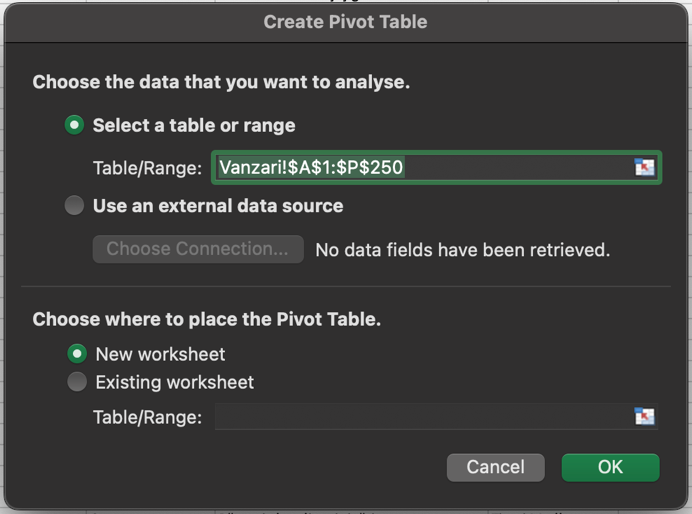 Create Pivot Table
Choose the data that you want to analyse.
Select a table or range
Table/Range: Vanzari!$A$1:$P$250
Use an external data source
Choose Connection... No data fields have been retrieved.
Choose where to place the Pivot Table.
New worksheet
Existing worksheet
Table/Range:
Cancel OK